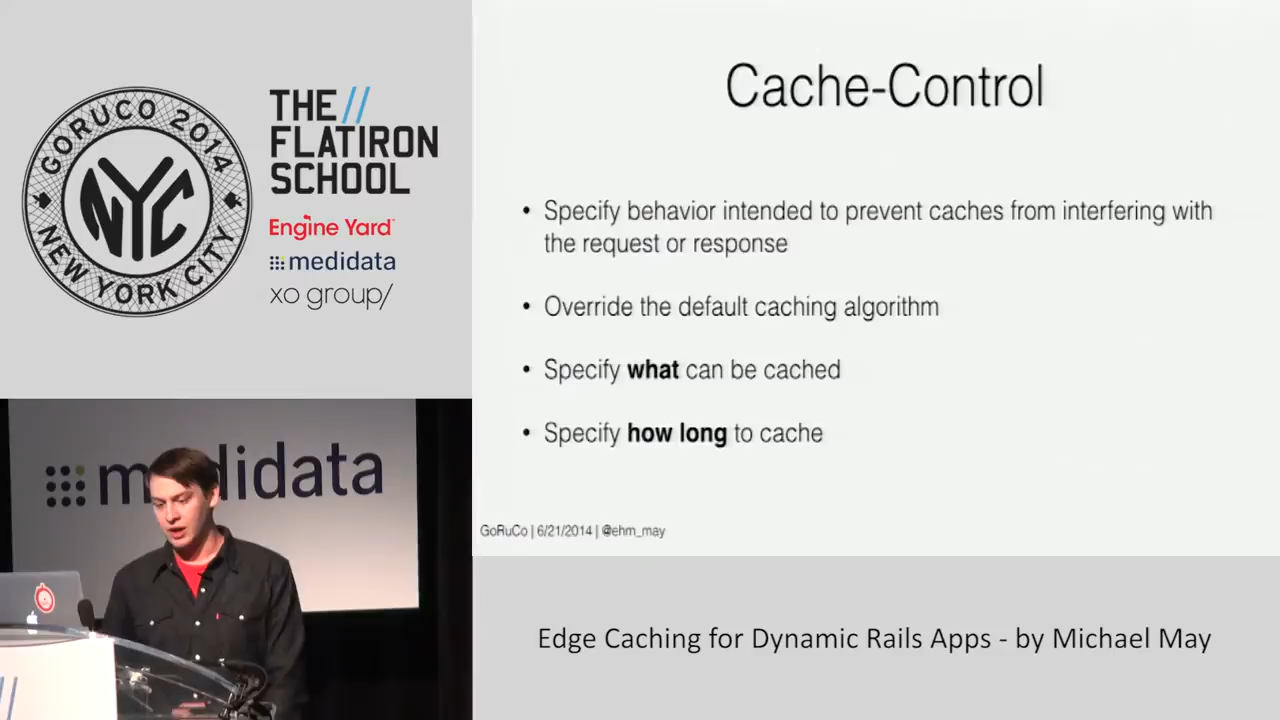 GORUCO 2014
NYC
NEW YORK CITY
THE //
FLATIRON
SCHOOL
Engine Yard
medidata
xo group/
Cache-Control
• Specify behavior intended to prevent caches from interfering with
the request or response
• Override the default caching algorithm
• Specify what can be cached
• Specify how long to cache
GoRuCo | 6/21/2014 | @ehm_may
medidata
Edge Caching for Dynamic Rails Apps - by Michael May